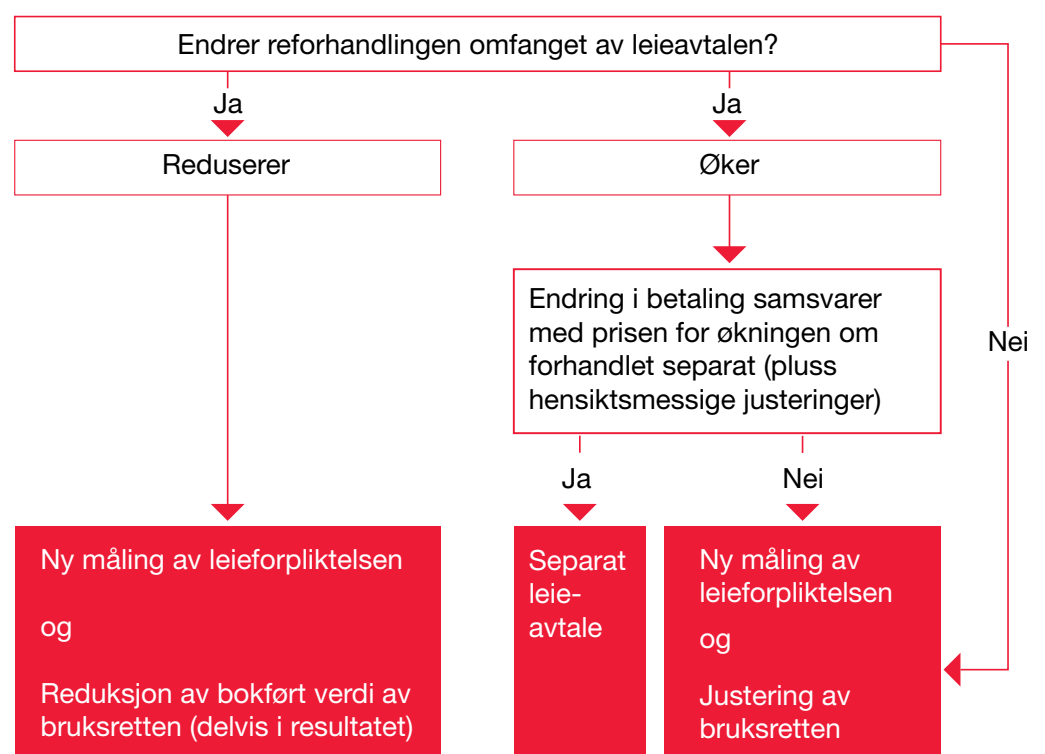 Endrer reforhandlingen omfanget av leieavtalen?
Ja
Ja
Reduserer
Øker
Endring i betaling samsvarer
med prisen for økningen om
forhandlet separat (pluss
hensiktsmessige justeringer)
Nei
Ja
Nei
Ny måling av leieforpliktelsen
og
Reduksjon av bokført verdi av
bruksretten (delvis i resultatet)
Separat
leie-
avtale
Ny måling av
leieforpliktelsen
og
Justering av
bruksretten